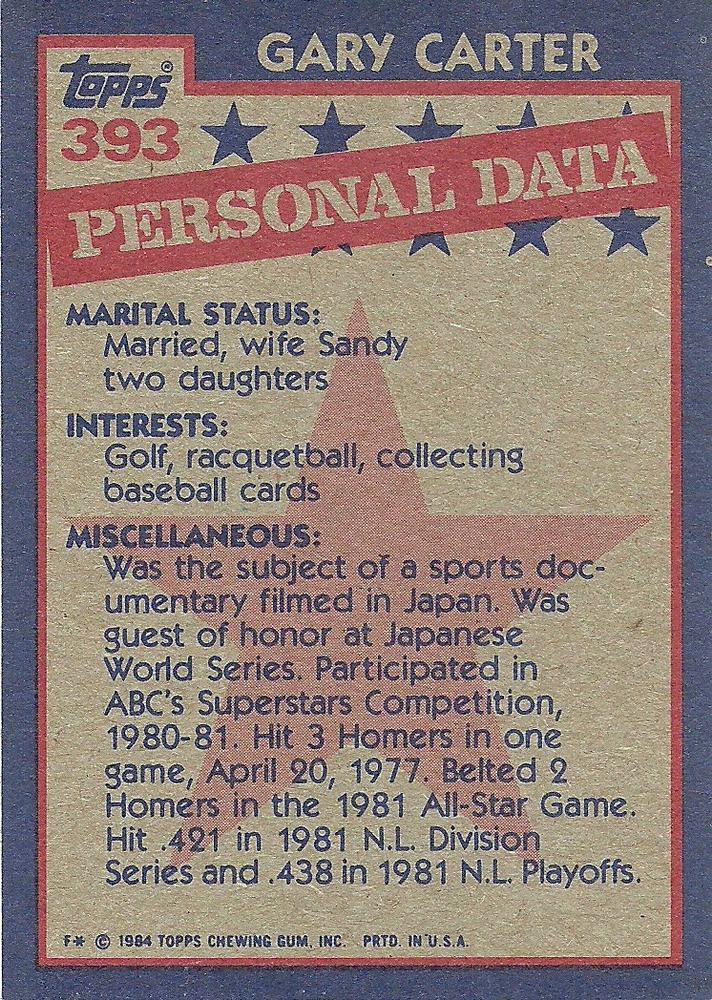 GARY CARTER
TOPPS®
393
PERSONAL DATA
MARITAL STATUS:
Married, wife Sandy
two daughters
INTERESTS:
Golf, racquetball, collecting
baseball cards
MISCELLANEOUS:
Was the subject of a sports doc-
umentary filmed in Japan. Was
guest of honor at Japanese
World Series. Participated in
ABC's Superstars Competition,
1980-81. Hit 3 Homers in one
game, April 20, 1977. Belted 2
Homers in the 1981 All-Star Game.
Hit .421 in 1981 N.L. Division
Series and .438 in 1981 N.L. Playoffs.
F* © 1984 TOPPS CHEWING GUM, INC. PRTD. IN U.S.A.